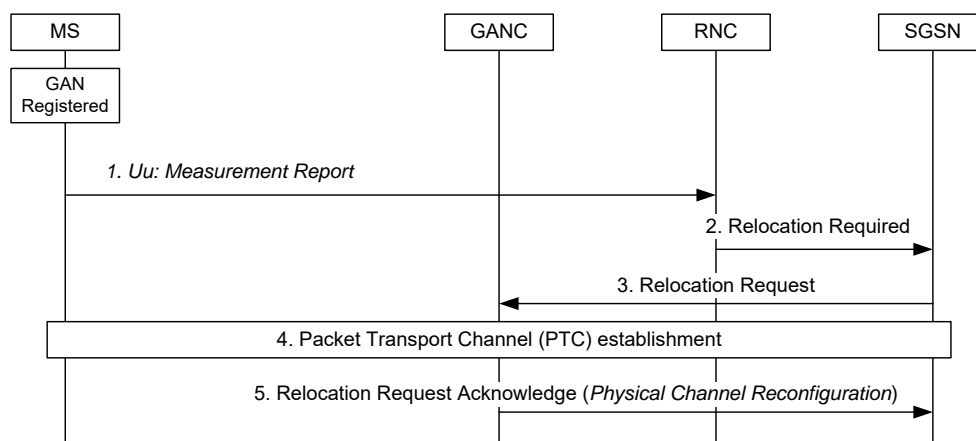 MS
GANC
RNC
SGSN
GAN
Registered
1. Uu: Measurement Report
2. Relocation Required
3. Relocation Request
4. Packet Transport Channel (PTC) establishment
5. Relocation Request Acknowledge (Physical Channel Reconfiguration)